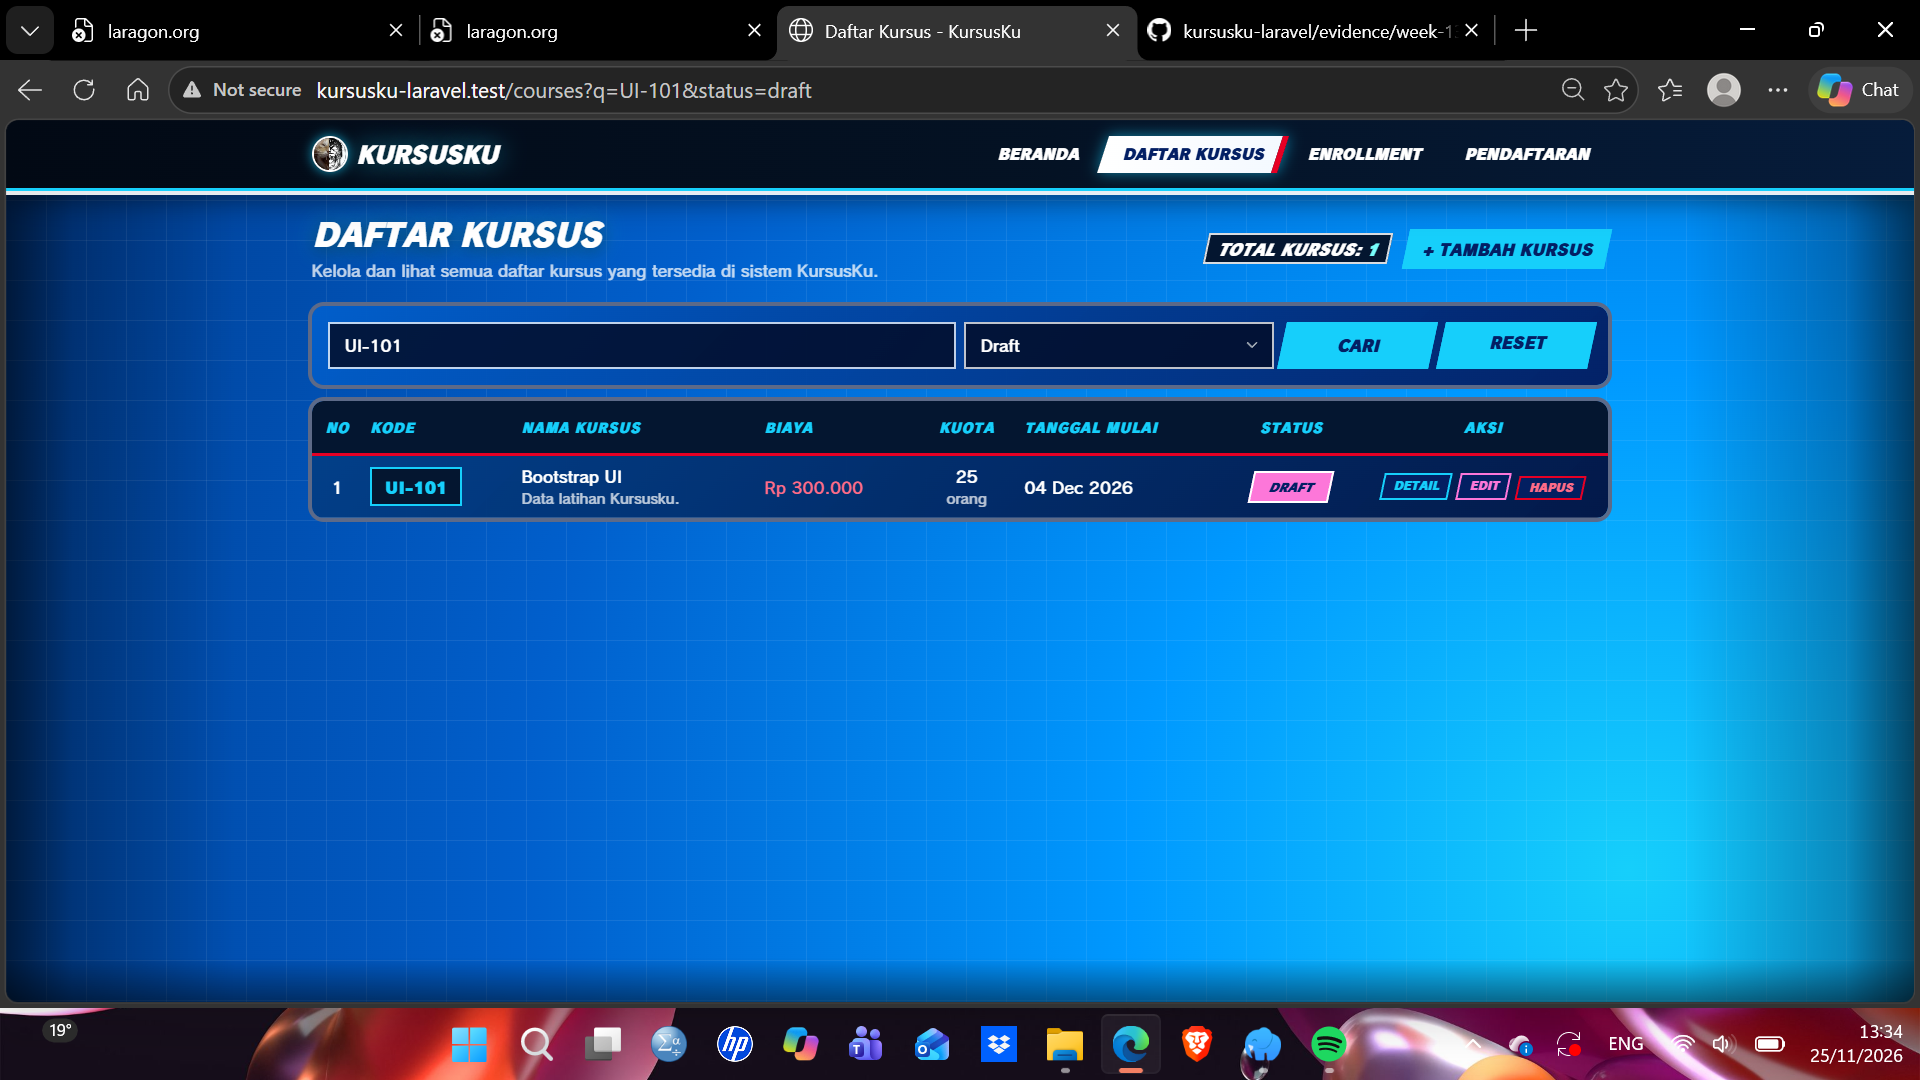 laragon.org
laragon.org
Daftar Kursus - KursusKu
kursusku-laravel/evidence/week-1
Not secure
kursusku-laravel.test/courses?q=UI-101&status=draft
Chat
KURSUSKU
BERANDA
DAFTAR KURSUS
ENROLLMENT
PENDAFTARAN
DAFTAR KURSUS
Kelola dan lihat semua daftar kursus yang tersedia di sistem KursusKu.
TOTAL KURSUS: 1
+ TAMBAH KURSUS
UI-101
Draft
CARI
RESET
NO KODE NAMA KURSUS BIAYA KUOTA TANGGAL MULAI STATUS AKSI
1 UI-101 Bootstrap UI Rp 300.000 25 04 Dec 2026 DRAFT DETAIL EDIT HAPUS
Data latihan Kursusku. orang
19°
ENG
13:34
25/11/2026